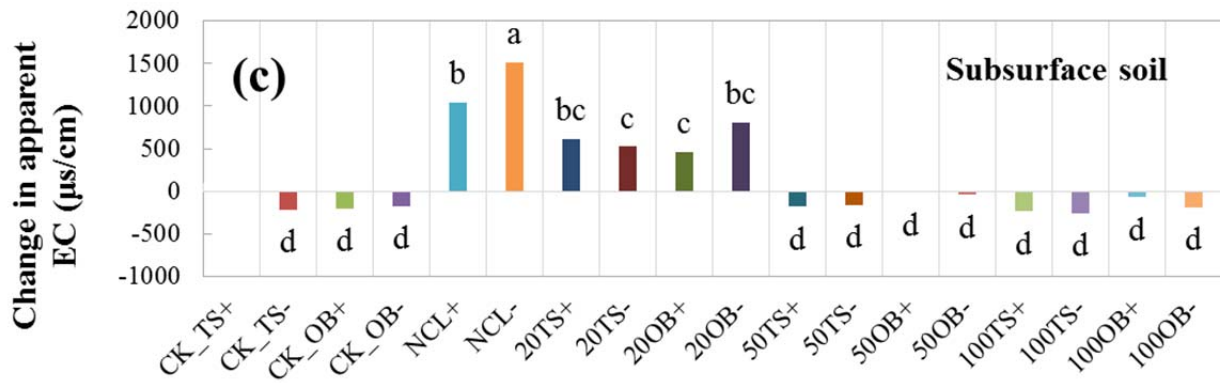 2000
1500
1000
500
0
-500
-1000
Change in apparent
EC (µs/cm)
(c)
Subsurface soil
d
d
d
b
a
bc
c
c
bc
d
d
d
d
d
d
d
d
CK_TS+
CK_TS-
CK_OB+
CK_OB-
NCL+
NCL-
20TS+
20TS-
20OB+
20OB-
50TS+
50TS-
50OB+
50OB-
100TS+
100TS-
100OB+
100OB-